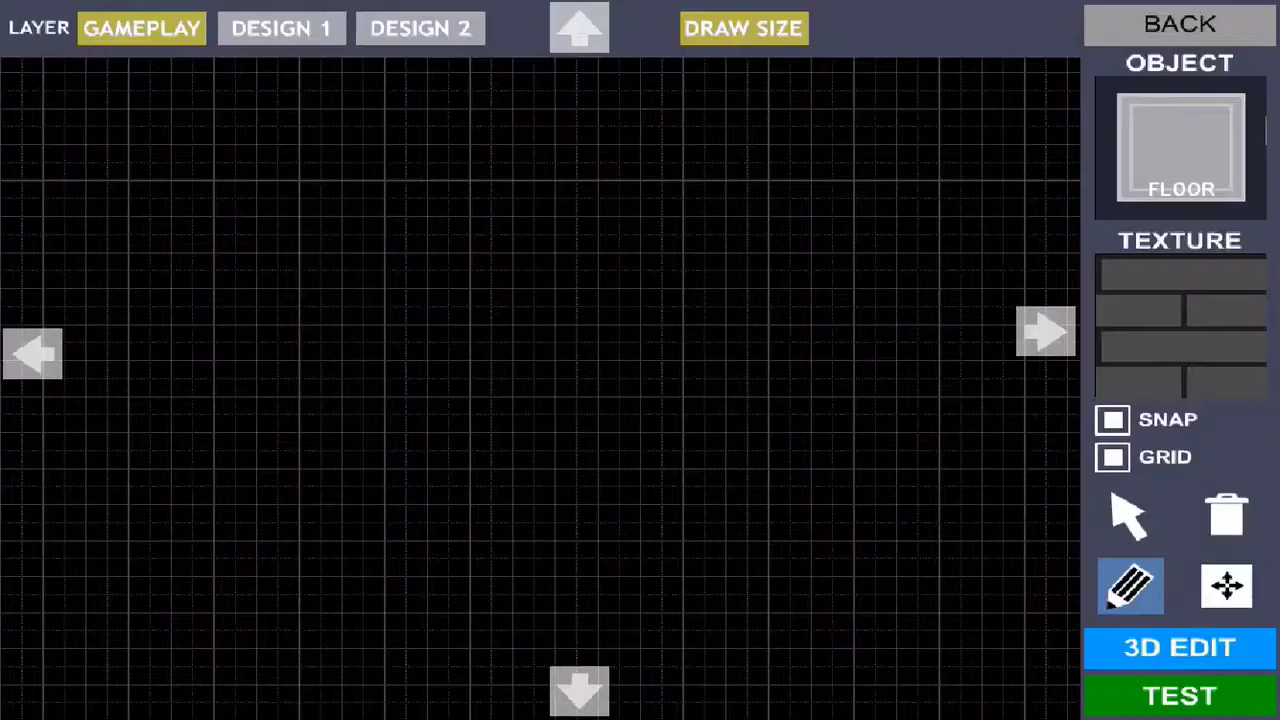 LAYER GAMEPLAY DESIGN 1 DESIGN 2 DRAW SIZE
BACK
OBJECT
FLOOR
TEXTURE
SNAP
GRID
3D EDIT
TEST